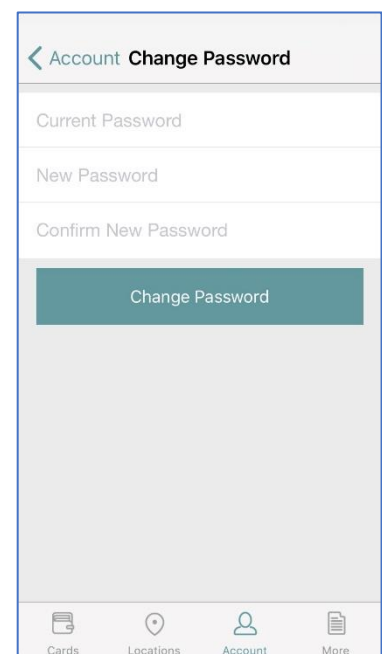 Account Change Password
Current Password
New Password
Confirm New Password
Change Password
Cards Locations Account More